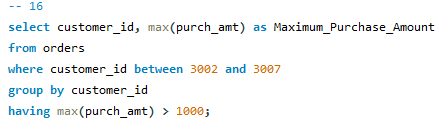 -- 16
select customer_id, max(purch_amt) as Maximum_Purchase_Amount
from orders
where customer_id between 3002 and 3007
group by customer_id
having max(purch_amt) > 1000;